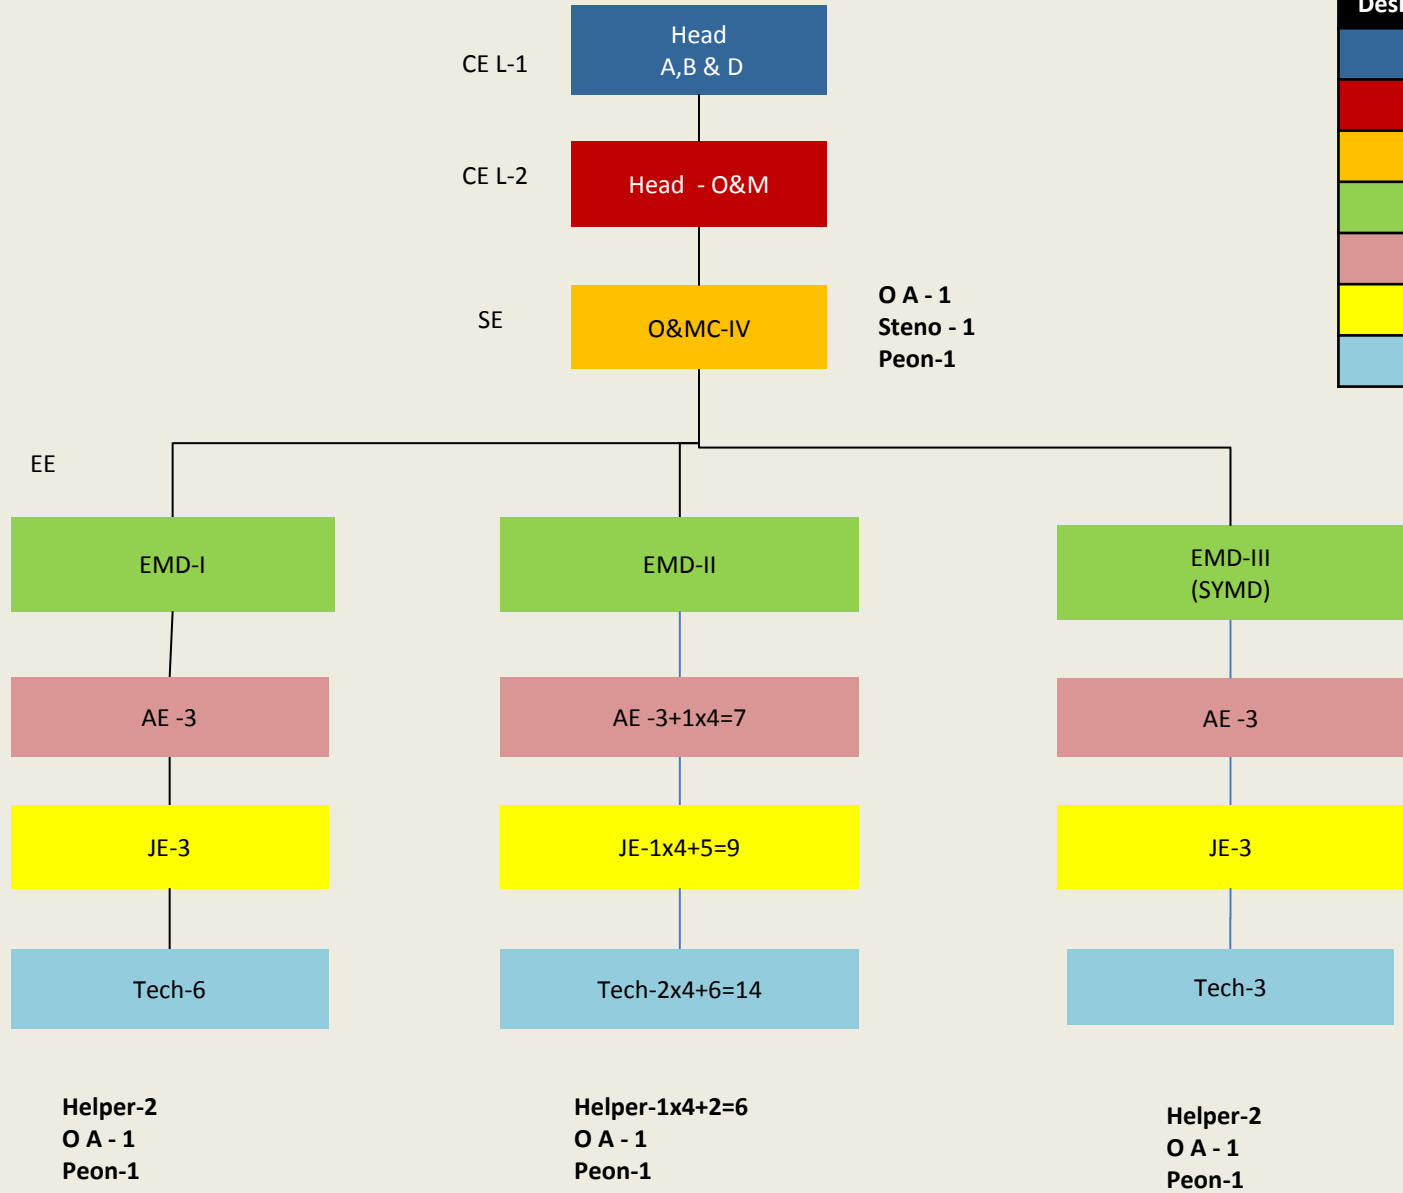 CE L-1
Head
A,B & D
CE L-2
Head - O&M
SE
O&MC-IV
O A - 1
Steno - 1
Peon-1
EE
EMD-I
EMD-II
EMD-III
(SYMD)
AE -3
AE -3+1x4=7
AE -3
JE-3
JE-1x4+5=9
JE-3
Tech-6
Tech-2x4+6=14
Tech-3
Helper-2
O A - 1
Peon-1
Helper-1x4+2=6
O A - 1
Peon-1
Helper-2
O A - 1
Peon-1